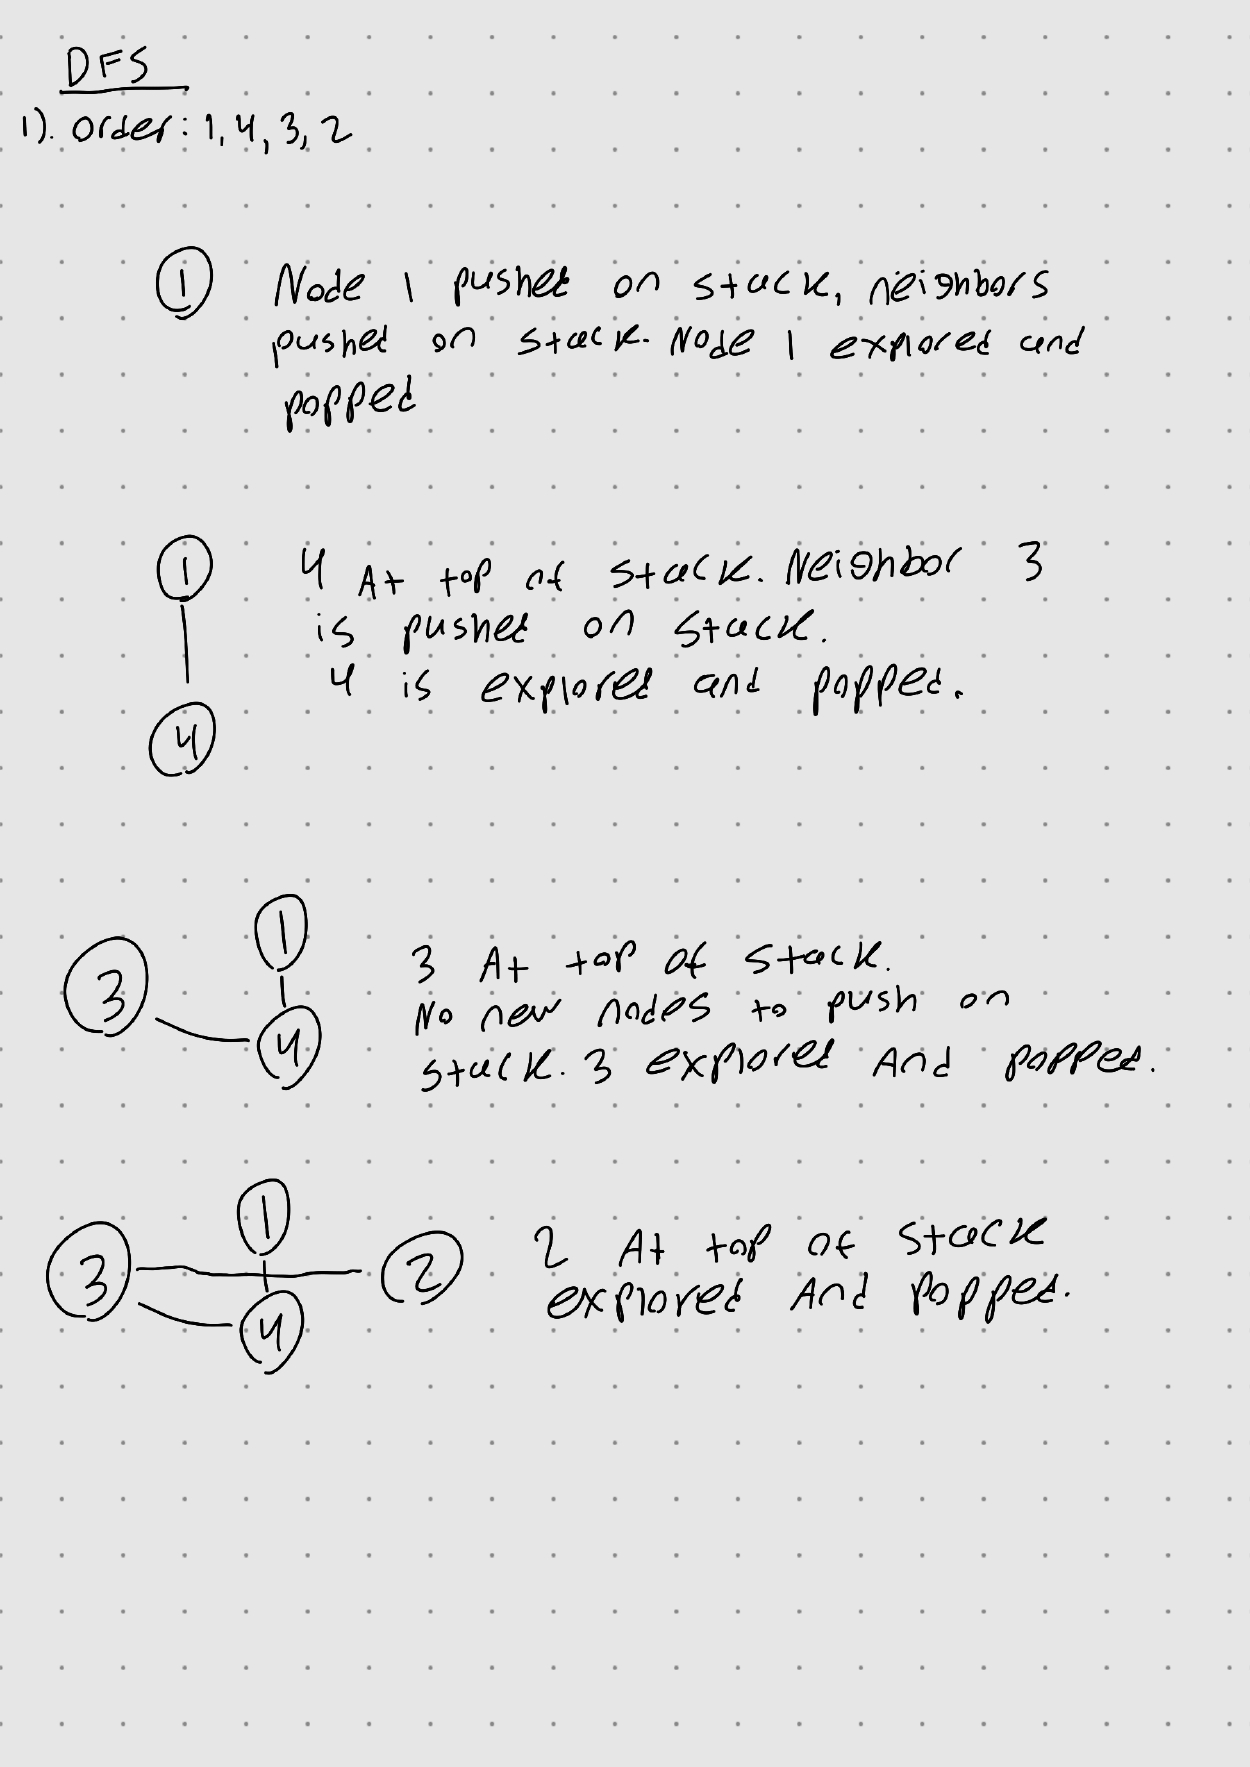 DFS
1). order: 1, 4, 3, 2
1
Node 1 pushed on stack, neighbors
pushed on stack. Node 1 explored and
popped
1
4 At top of stack. Neighbor 3
is pushed on stack.
4 is explored and popped.
4
1
3
4
3 At top of stack.
No new nodes to push on
stack. 3 explored And popped.
1
3
2
4
2 At top of stack
explored And popped.